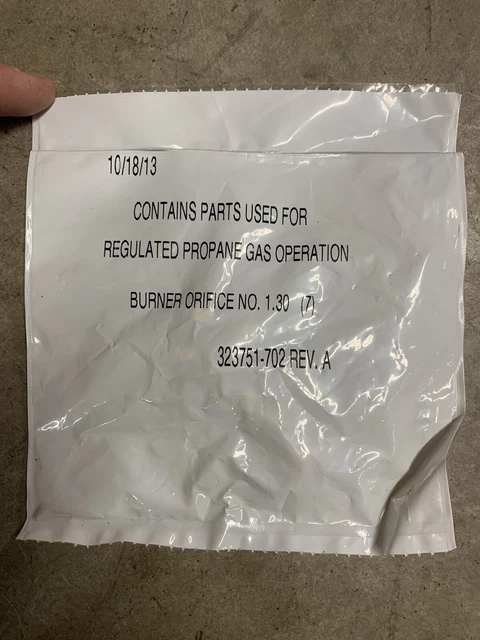 10/18/13
CONTAINS PARTS USED FOR
REGULATED PROPANE GAS OPERATION
BURNER ORIFICE NO. 1.30 (7)
323751-702 REV. A